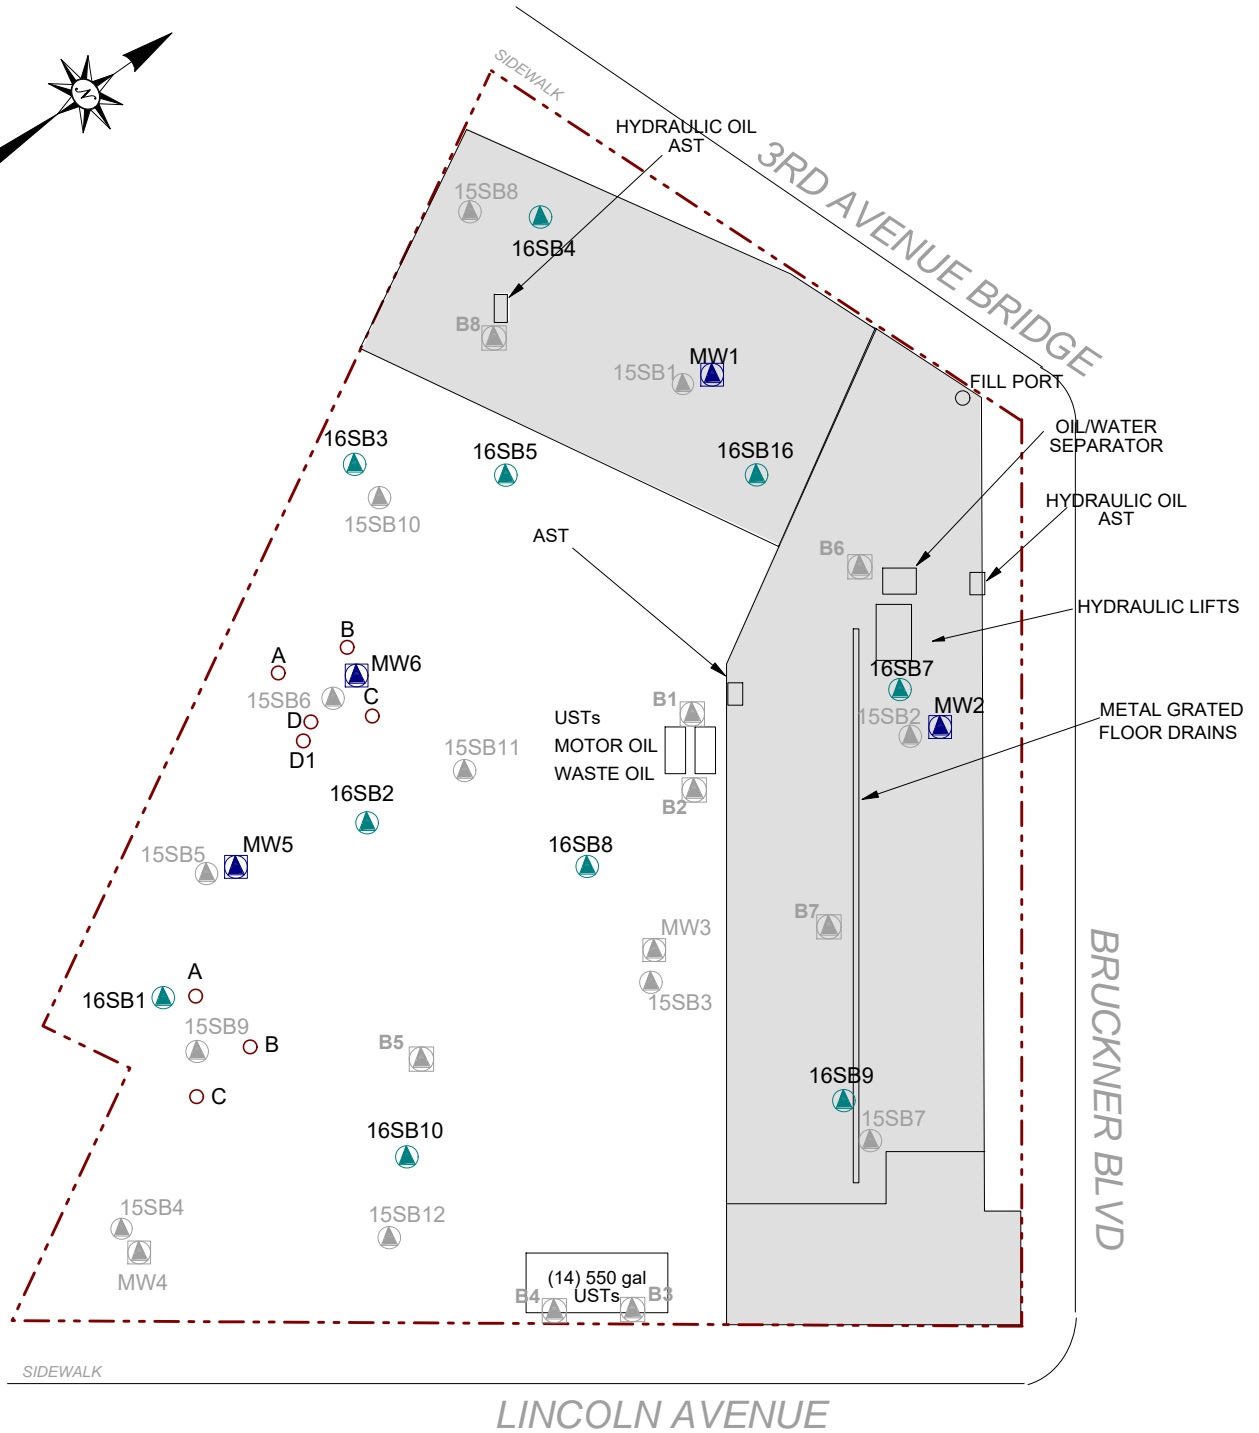 N
SIDEWALK
HYDRAULIC OIL
AST
3RD AVENUE BRIDGE
15SB8
16SB4
B8
15SB1
MW1
FILL PORT
OIL/WATER
SEPARATOR
16SB3
16SB5
16SB16
15SB10
HYDRAULIC OIL
AST
AST
B6
HYDRAULIC LIFTS
B
A
MW6
15SB6
C
D
D1
16SB7
15SB2
MW2
METAL GRATED
FLOOR DRAINS
B1
USTs
MOTOR OIL
WASTE OIL
B2
15SB11
16SB2
16SB8
15SB5
MW5
B7
MW3
15SB3
BRUCKNER BLVD
A
16SB1
15SB9
B
C
B5
16SB9
15SB7
16SB10
15SB4
MW4
15SB12
(14) 550 gal
USTs
B4
B3
SIDEWALK
LINCOLN AVENUE